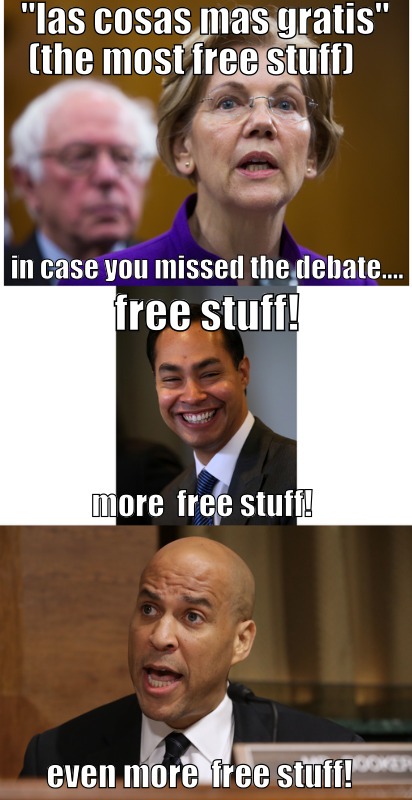 "las cosas mas gratis"
(the most free stuff)
in case you missed the debate....
free stuff!
more free stuff!
even more free stuff!